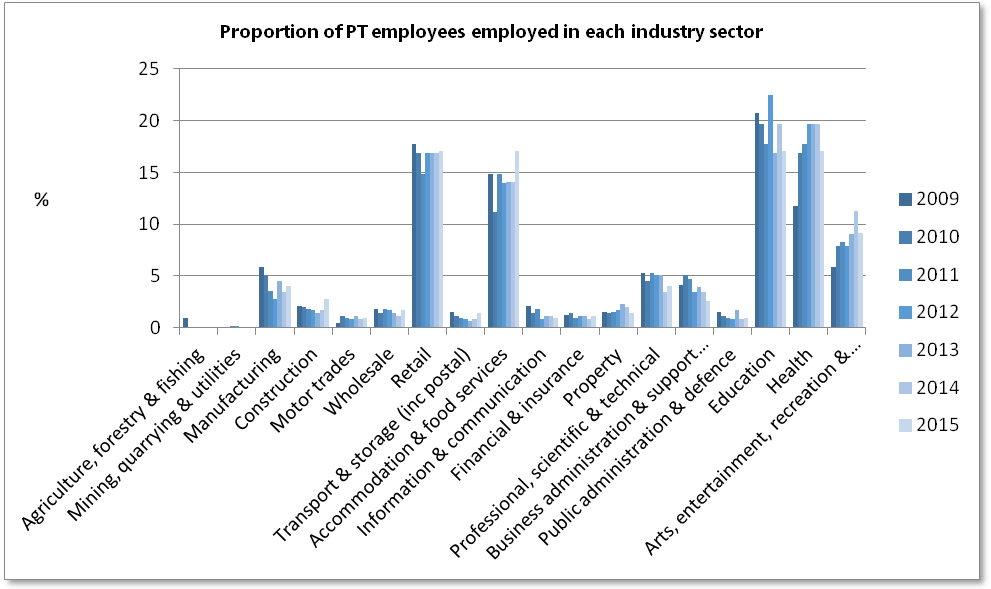 Proportion of PT employees employed in each industry sector
25
20
15
10
5
0
%
Agriculture, forestry & fishing
Mining, quarrying & utilities
Manufacturing
Construction
Motor trades
Wholesale
Retail
Transport & storage (inc postal)
Accommodation & food services
Information & communication
Financial & insurance
Property
Professional, scientific & technical
Business administration & support...
Public administration & defence
Education
Health
Arts, entertainment, recreation &...
2009
2010
2011
2012
2013
2014
2015